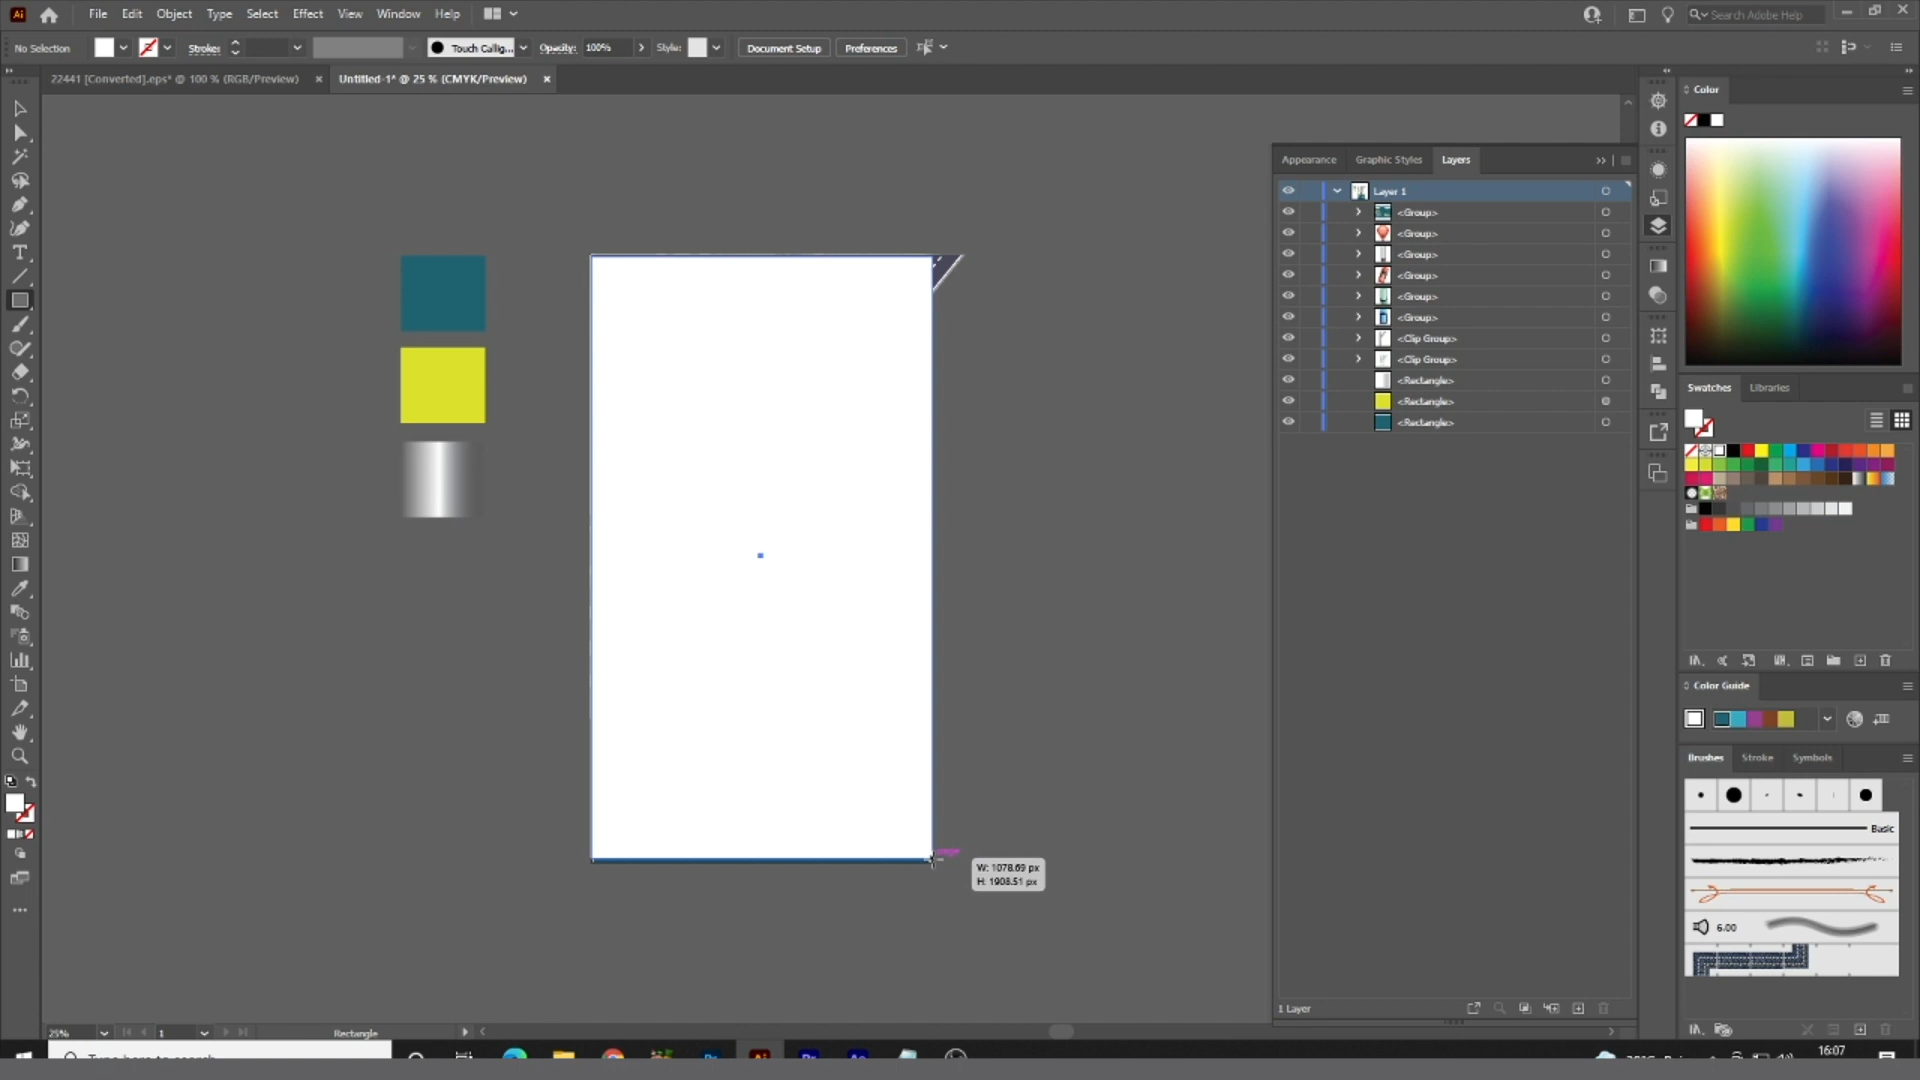 Ai File Edit Object Type Select Effect View Window Help Search Adobe Help
No Selection Stroke: Touch Callig... Opacity: 100% Style: Document Setup Preferences
22441 [Converted].eps* @ 100 % (RGB/Preview) × Untitled-1* @ 25 % (CMYK/Preview) ×
Color
Appearance Graphic Styles Layers
Layer 1
<Group>
<Group>
<Group>
<Group>
<Group>
<Group>
<Clip Group>
<Clip Group>
<Rectangle>
<Rectangle>
<Rectangle>
Swatches Libraries
Color Guide
Brushes Stroke Symbols
Basic
6.00
W: 1078.69 px
H: 1908.51 px
1 Layer
25% 1 Rectangle
Type here to search
16:07